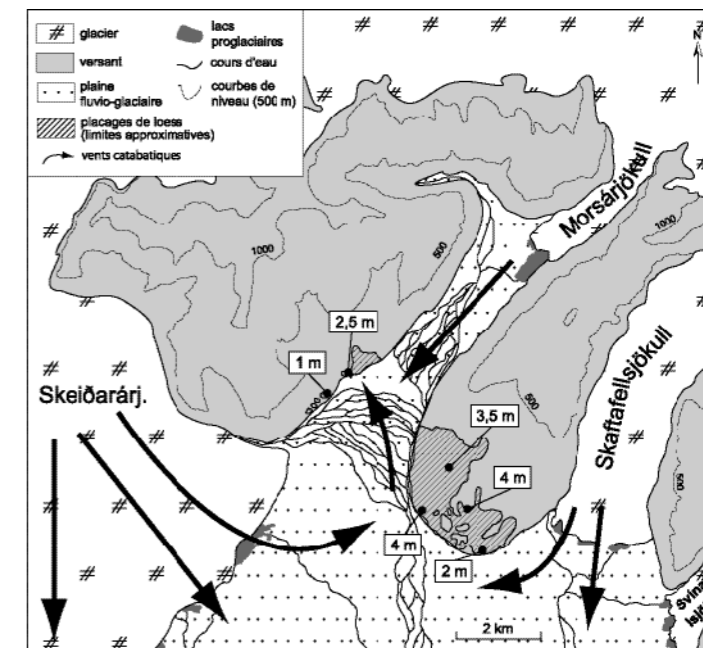 glacier
versant
plaine
fluvio-glaciaire
placages de loess
(limites approximatives)
vents catabatiques
lacs
proglaciaires
cours d'eau
courbes de
niveau (500 m)
N
Morsárjökull
1000
1000
500
2,5 m
1 m
200
Skeiðarárj.
Skaftafellsjökull
500
3,5 m
4 m
500
4 m
2 m
2 km